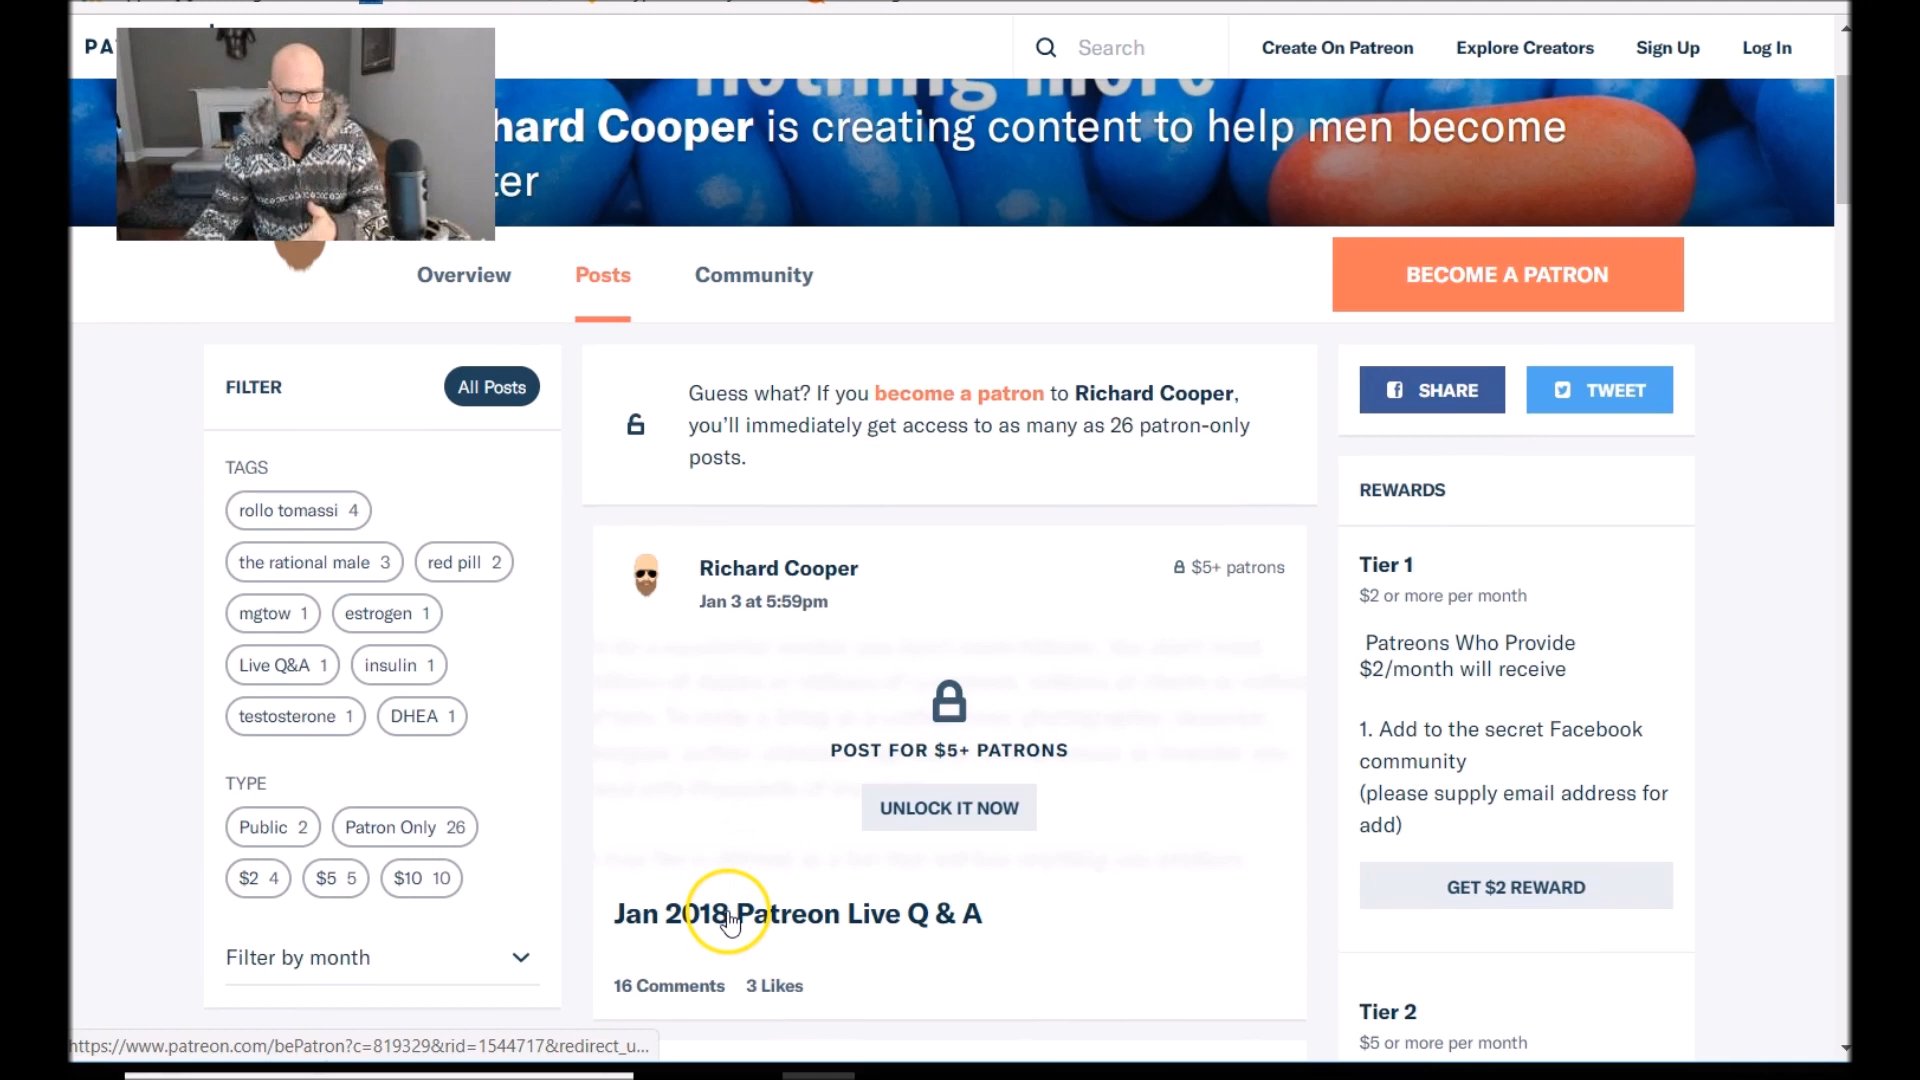 PA
Search
Create On Patreon
Explore Creators
Sign Up
Log In
nothing more
hard Cooper is creating content to help men become
ter
Overview
Posts
Community
BECOME A PATRON
FILTER
All Posts
TAGS
rollo tomassi 4
the rational male 3
red pill 2
mgtow 1
estrogen 1
Live Q&A 1
insulin 1
testosterone 1
DHEA 1
TYPE
Public 2
Patron Only 26
$2 4
$5 5
$10 10
Filter by month
Guess what? If you become a patron to Richard Cooper,
you'll immediately get access to as many as 26 patron-only
posts.
Richard Cooper
$5+ patrons
Jan 3 at 5:59pm
POST FOR $5+ PATRONS
UNLOCK IT NOW
Jan 2018 Patreon Live Q & A
16 Comments
3 Likes
SHARE
TWEET
REWARDS
Tier 1
$2 or more per month
Patreons Who Provide
$2/month will receive
1. Add to the secret Facebook
community
(please supply email address for
add)
GET $2 REWARD
Tier 2
$5 or more per month
https://www.patreon.com/bePatron?c=819329&rid=1544717&redirect_u...